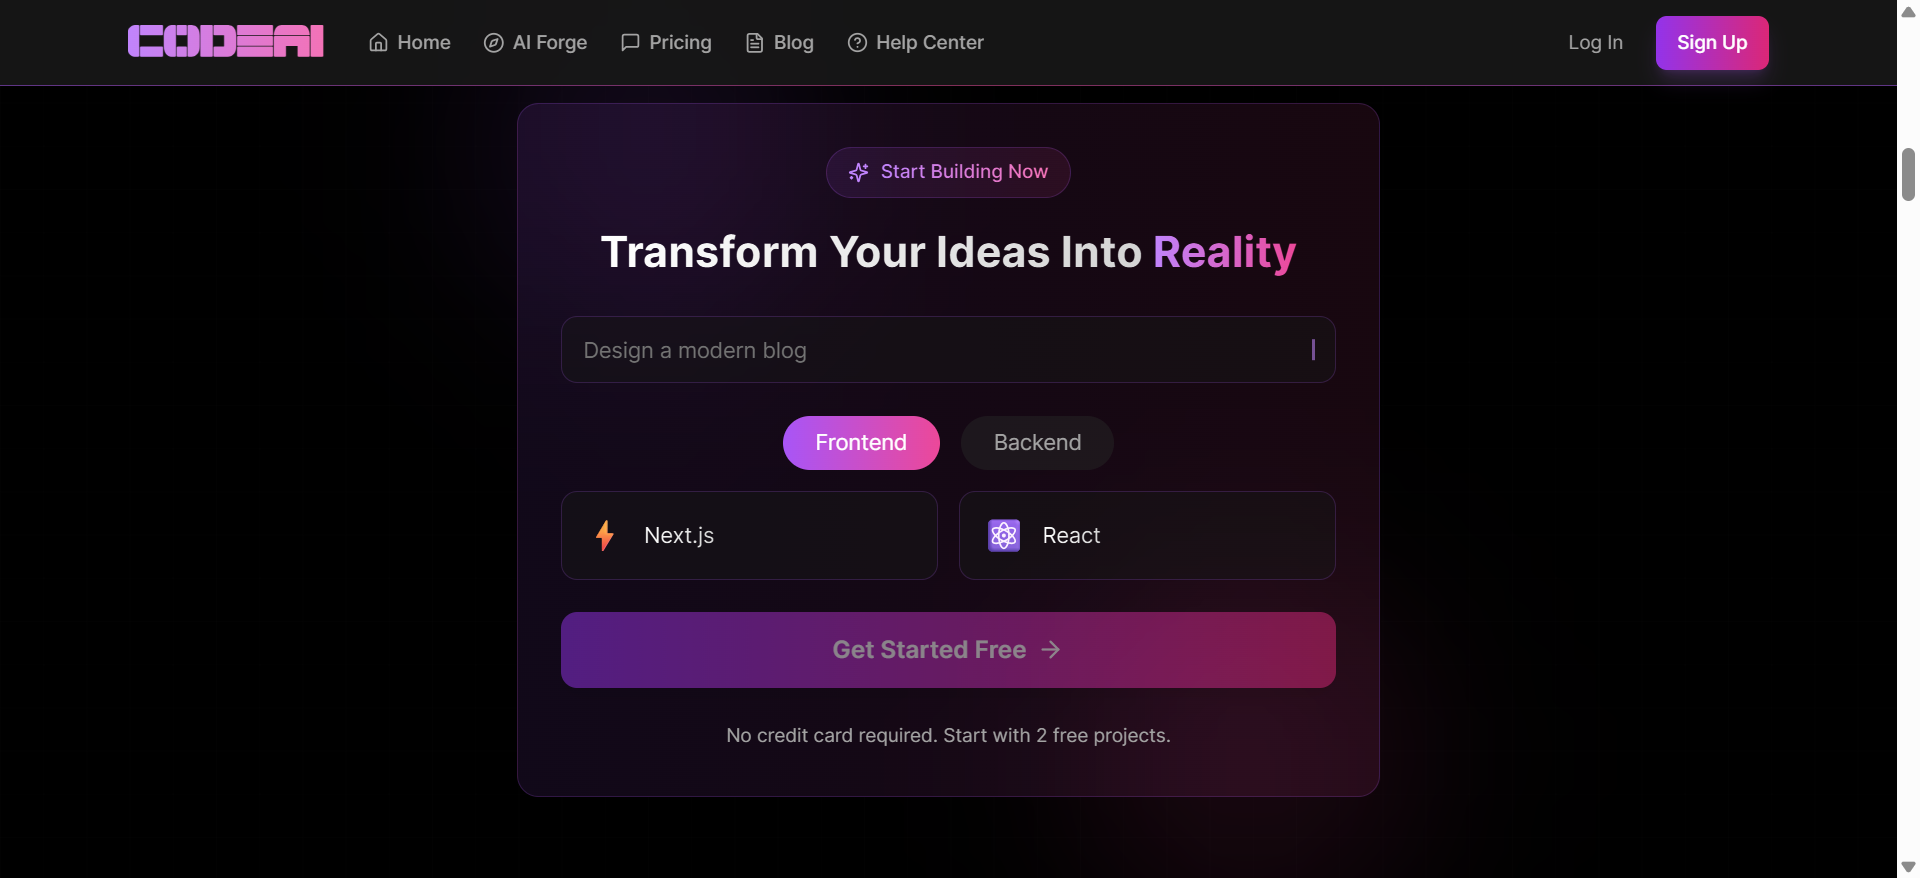 CODEAI
Home
AI Forge
Pricing
Blog
Help Center
Log In
Sign Up
Start Building Now
Transform Your Ideas Into Reality
Design a modern blog
Frontend
Backend
Next.js
React
Get Started Free
No credit card required. Start with 2 free projects.